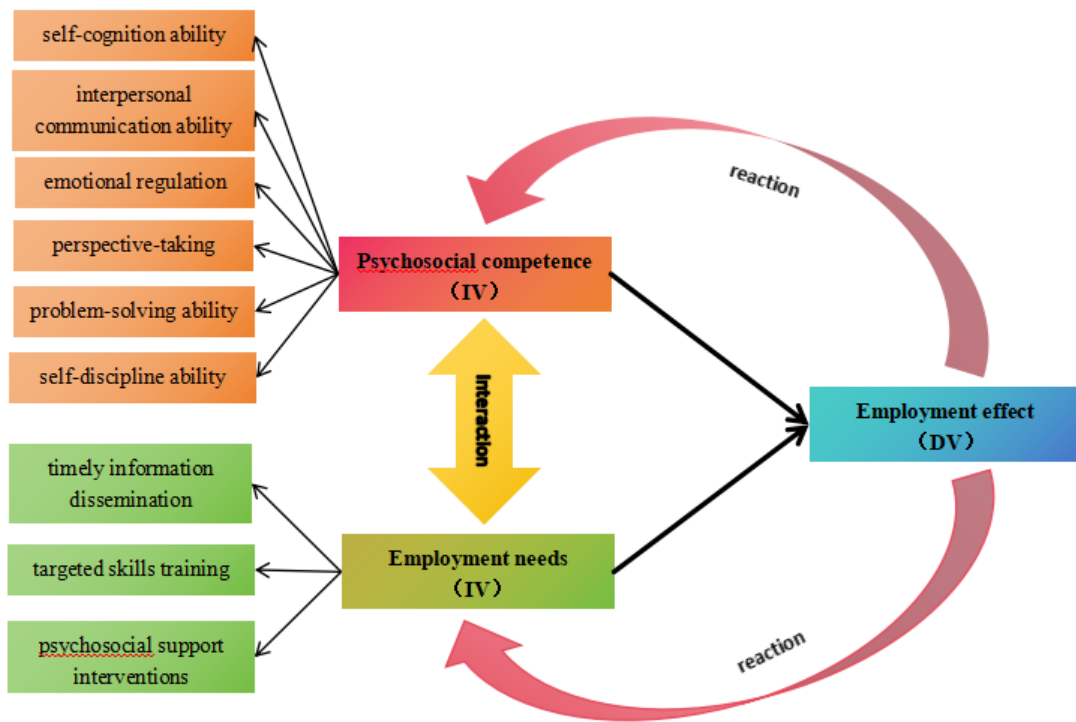 self-cognition ability
interpersonal
communication ability
emotional regulation
perspective-taking
problem-solving ability
self-discipline ability
timely information
dissemination
targeted skills training
psychosocial support
interventions
Psychosocial competence
（IV）
Interaction
Employment needs
（IV）
reaction
Employment effect
（DV）
reaction